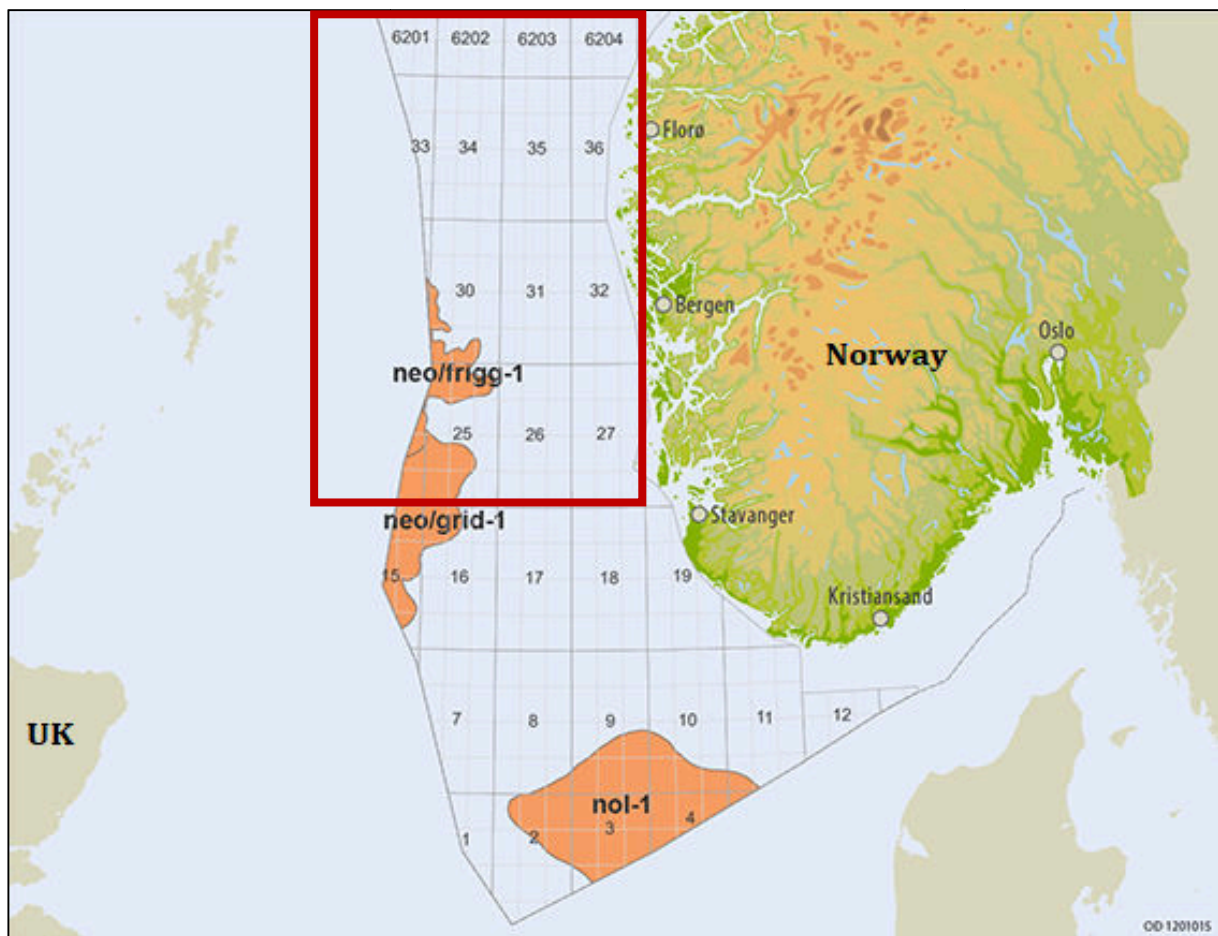 6201 6202 6203 6204
33 34 35 36
Florø
30 31 32
Bergen
Oslo
neo/frigg-1
Norway
25 26 27
neo/grid-1
Stavanger
15 16 17 18 19
Kristiansand
7 8 9 10 11 12
UK
nol-1
1 2 3 4
OD 1201015